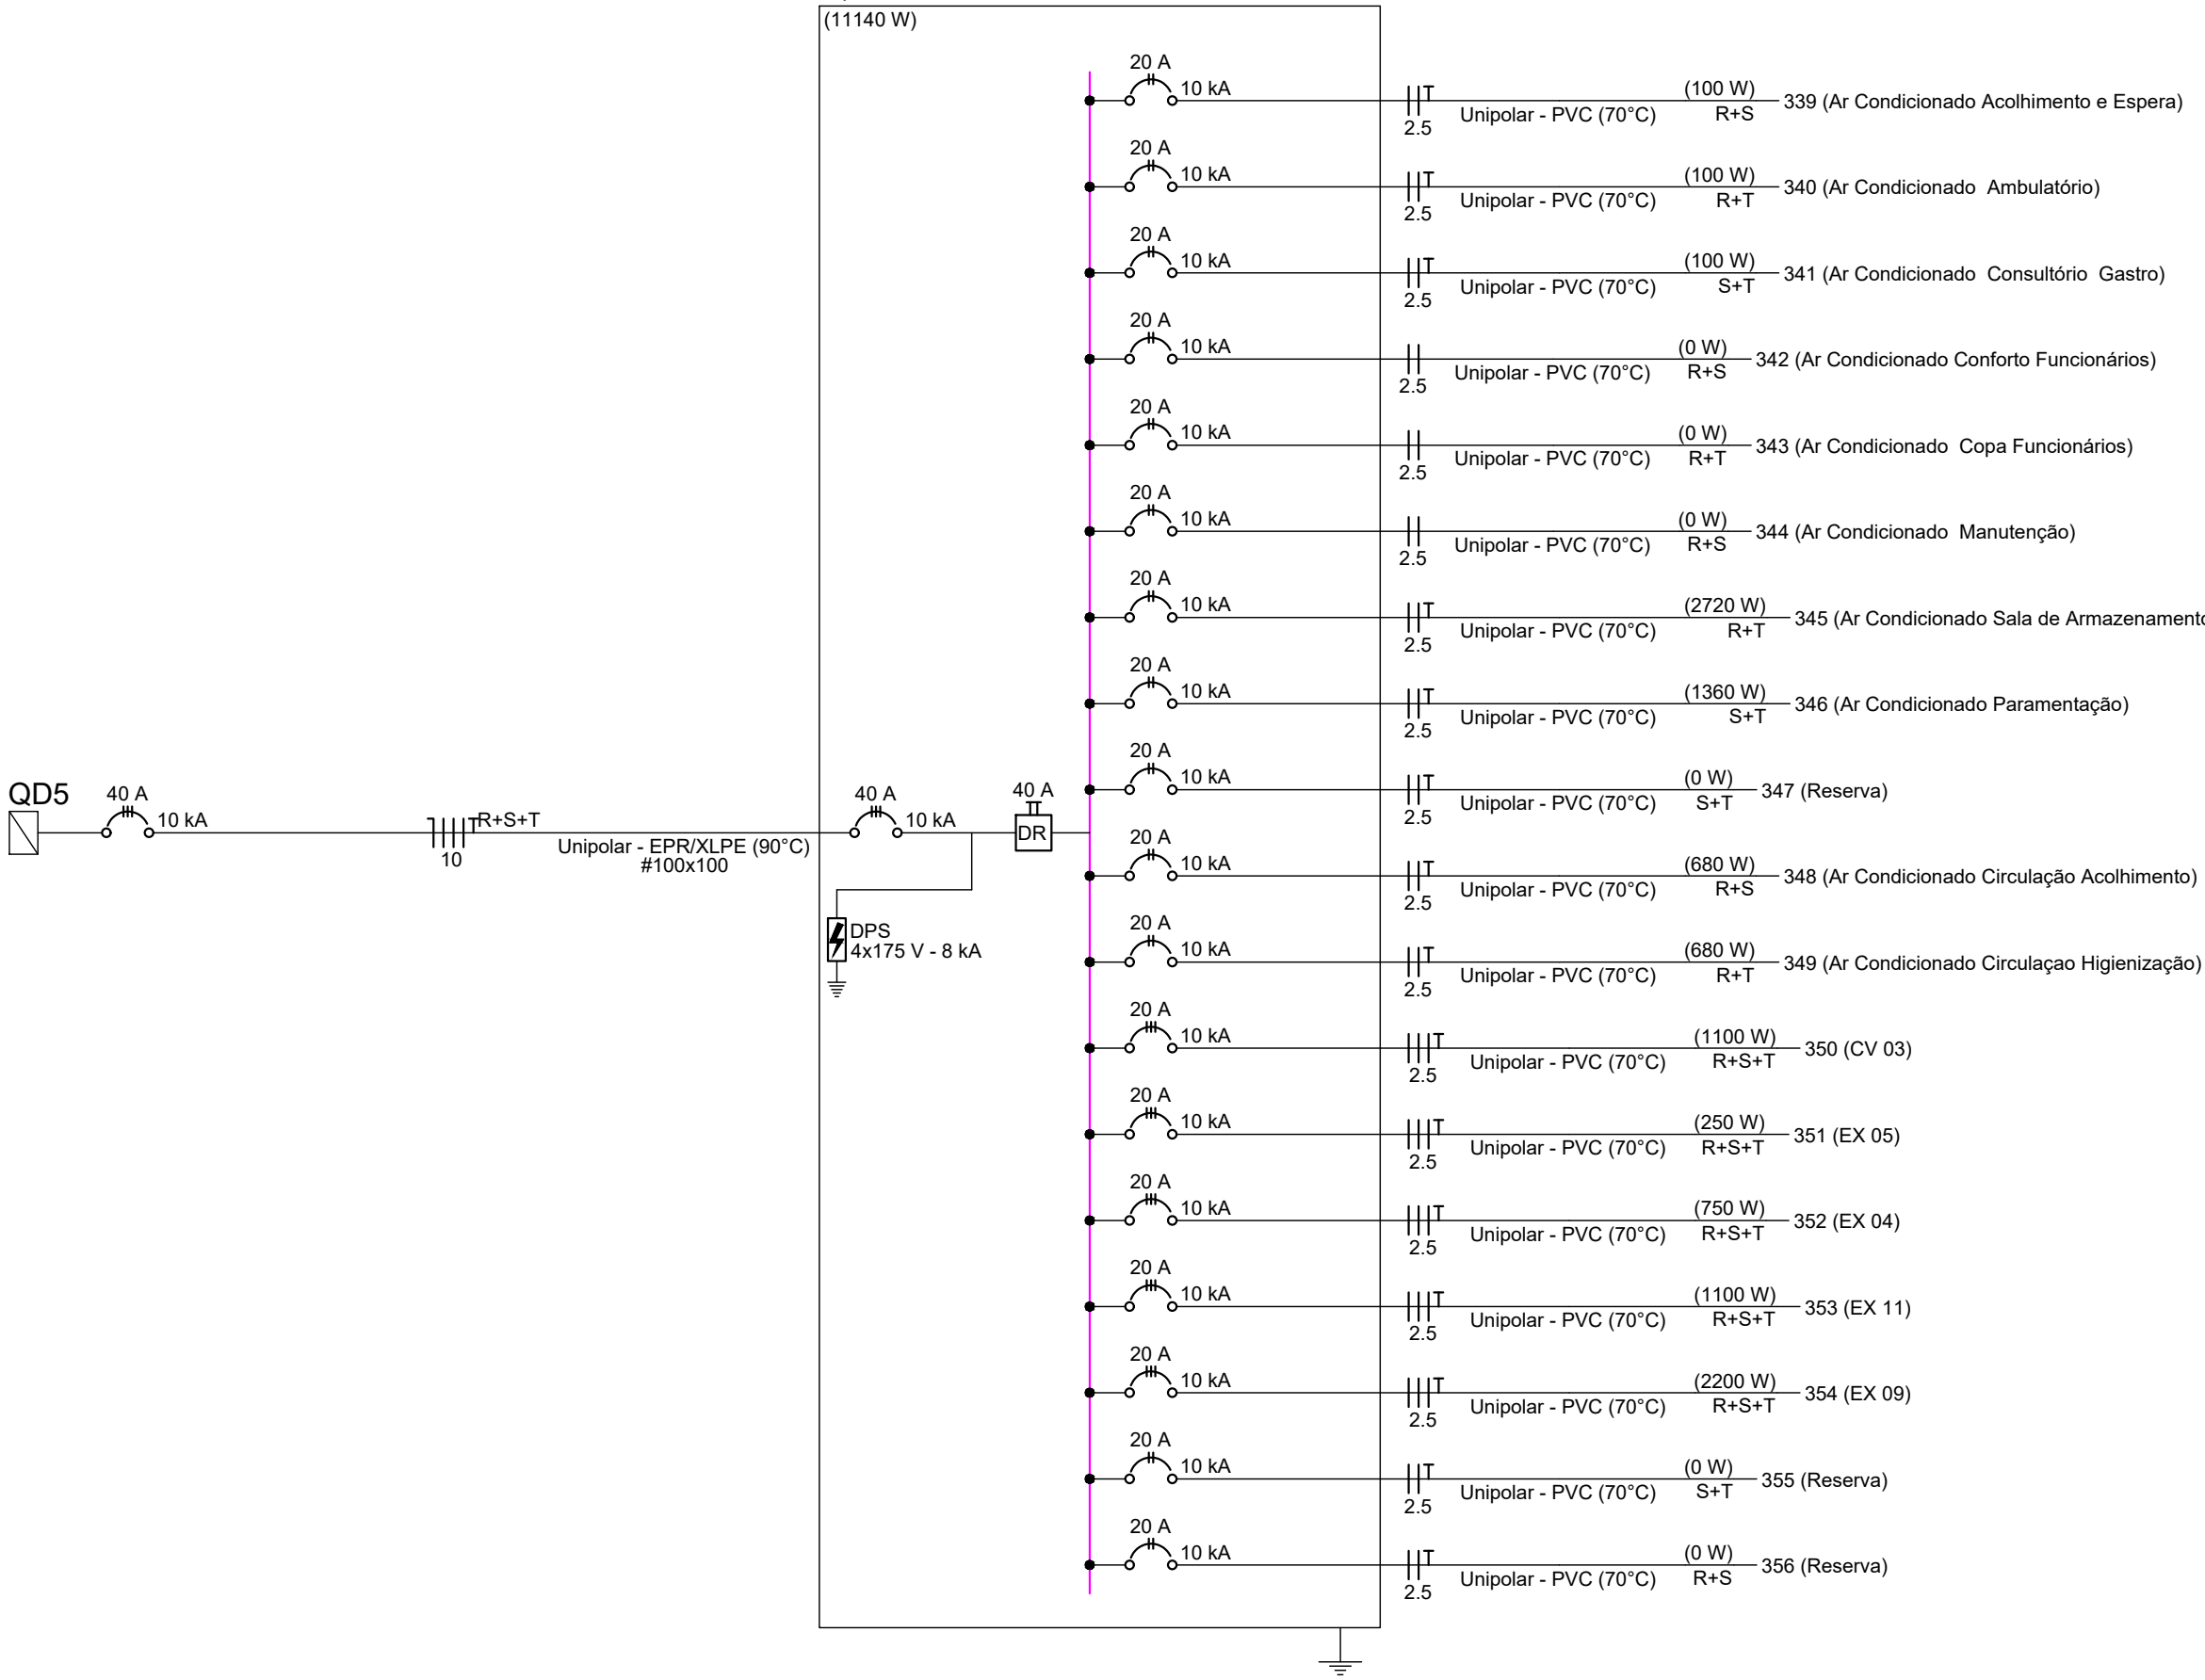 (11140 W)
20 A
10 kA
2.5
Unipolar - PVC (70°C)
(100 W)
R+S
339 (Ar Condicionado Acolhimento e Espera)
20 A
10 kA
2.5
Unipolar - PVC (70°C)
(100 W)
R+T
340 (Ar Condicionado  Ambulatório)
20 A
10 kA
2.5
Unipolar - PVC (70°C)
(100 W)
S+T
341 (Ar Condicionado  Consultório  Gastro)
20 A
10 kA
2.5
Unipolar - PVC (70°C)
(0 W)
R+S
342 (Ar Condicionado Conforto Funcionários)
20 A
10 kA
2.5
Unipolar - PVC (70°C)
(0 W)
R+T
343 (Ar Condicionado  Copa Funcionários)
20 A
10 kA
2.5
Unipolar - PVC (70°C)
(0 W)
R+S
344 (Ar Condicionado  Manutenção)
20 A
10 kA
2.5
Unipolar - PVC (70°C)
(2720 W)
R+T
345 (Ar Condicionado Sala de Armazenamento
20 A
10 kA
2.5
Unipolar - PVC (70°C)
(1360 W)
S+T
346 (Ar Condicionado Paramentação)
20 A
10 kA
2.5
Unipolar - PVC (70°C)
(0 W)
S+T
347 (Reserva)
QD5
40 A
10 kA
R+S+T
10
Unipolar - EPR/XLPE (90°C)
#100x100
40 A
10 kA
40 A
DR
DPS
4x175 V - 8 kA
20 A
10 kA
2.5
Unipolar - PVC (70°C)
(680 W)
R+S
348 (Ar Condicionado Circulação Acolhimento)
20 A
10 kA
2.5
Unipolar - PVC (70°C)
(680 W)
R+T
349 (Ar Condicionado Circulaçao Higienização)
20 A
10 kA
2.5
Unipolar - PVC (70°C)
(1100 W)
R+S+T
350 (CV 03)
20 A
10 kA
2.5
Unipolar - PVC (70°C)
(250 W)
R+S+T
351 (EX 05)
20 A
10 kA
2.5
Unipolar - PVC (70°C)
(750 W)
R+S+T
352 (EX 04)
20 A
10 kA
2.5
Unipolar - PVC (70°C)
(1100 W)
R+S+T
353 (EX 11)
20 A
10 kA
2.5
Unipolar - PVC (70°C)
(2200 W)
R+S+T
354 (EX 09)
20 A
10 kA
2.5
Unipolar - PVC (70°C)
(0 W)
S+T
355 (Reserva)
20 A
10 kA
2.5
Unipolar - PVC (70°C)
(0 W)
R+S
356 (Reserva)